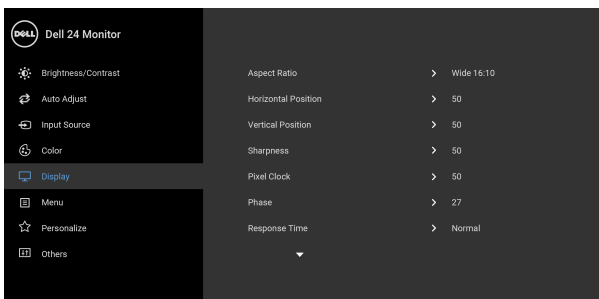 DELL Dell 24 Monitor
Brightness/Contrast
Auto Adjust
Input Source
Color
Display
Menu
Personalize
Others
Aspect Ratio Wide 16:10
Horizontal Position 50
Vertical Position 50
Sharpness 50
Pixel Clock 50
Phase 27
Response Time Normal